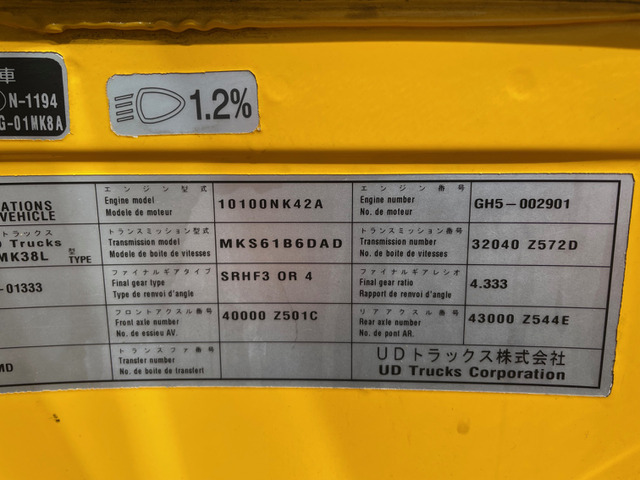 車
N-1194
G-01MK8A
1.2%
ATIONS
VEHICLE
エンジン型式
Engine model
Modele de moteur
10100NK42A
エンジン番号
Engine number
No. de moteur
GH5-002901
トラックス
D Trucks
MK38L
型
TYPE
トランスミッション型式
Transmission model
Modele de boite de vitesses
MKS61B6DAD
トランスミッション番号
Transmission number
No. de boite de vitesses
32040 Z572D
-01333
ファイナルギアタイプ
Final gear type
Type de renvoi d'angle
SRHF3 OR 4
ファイナルギアレシオ
Final gear ratio
Rapport de renvoi d'angle
4.333
フロントアクスル番号
Front axle number
No. de essieu AV.
40000 Z501C
リアアクスル番号
Rear axle number
No. de pont AR.
43000 Z544E
MD
トランスファ番号
Transfer number
No. de boite de transfert
UDトラックス株式会社
UD Trucks Corporation